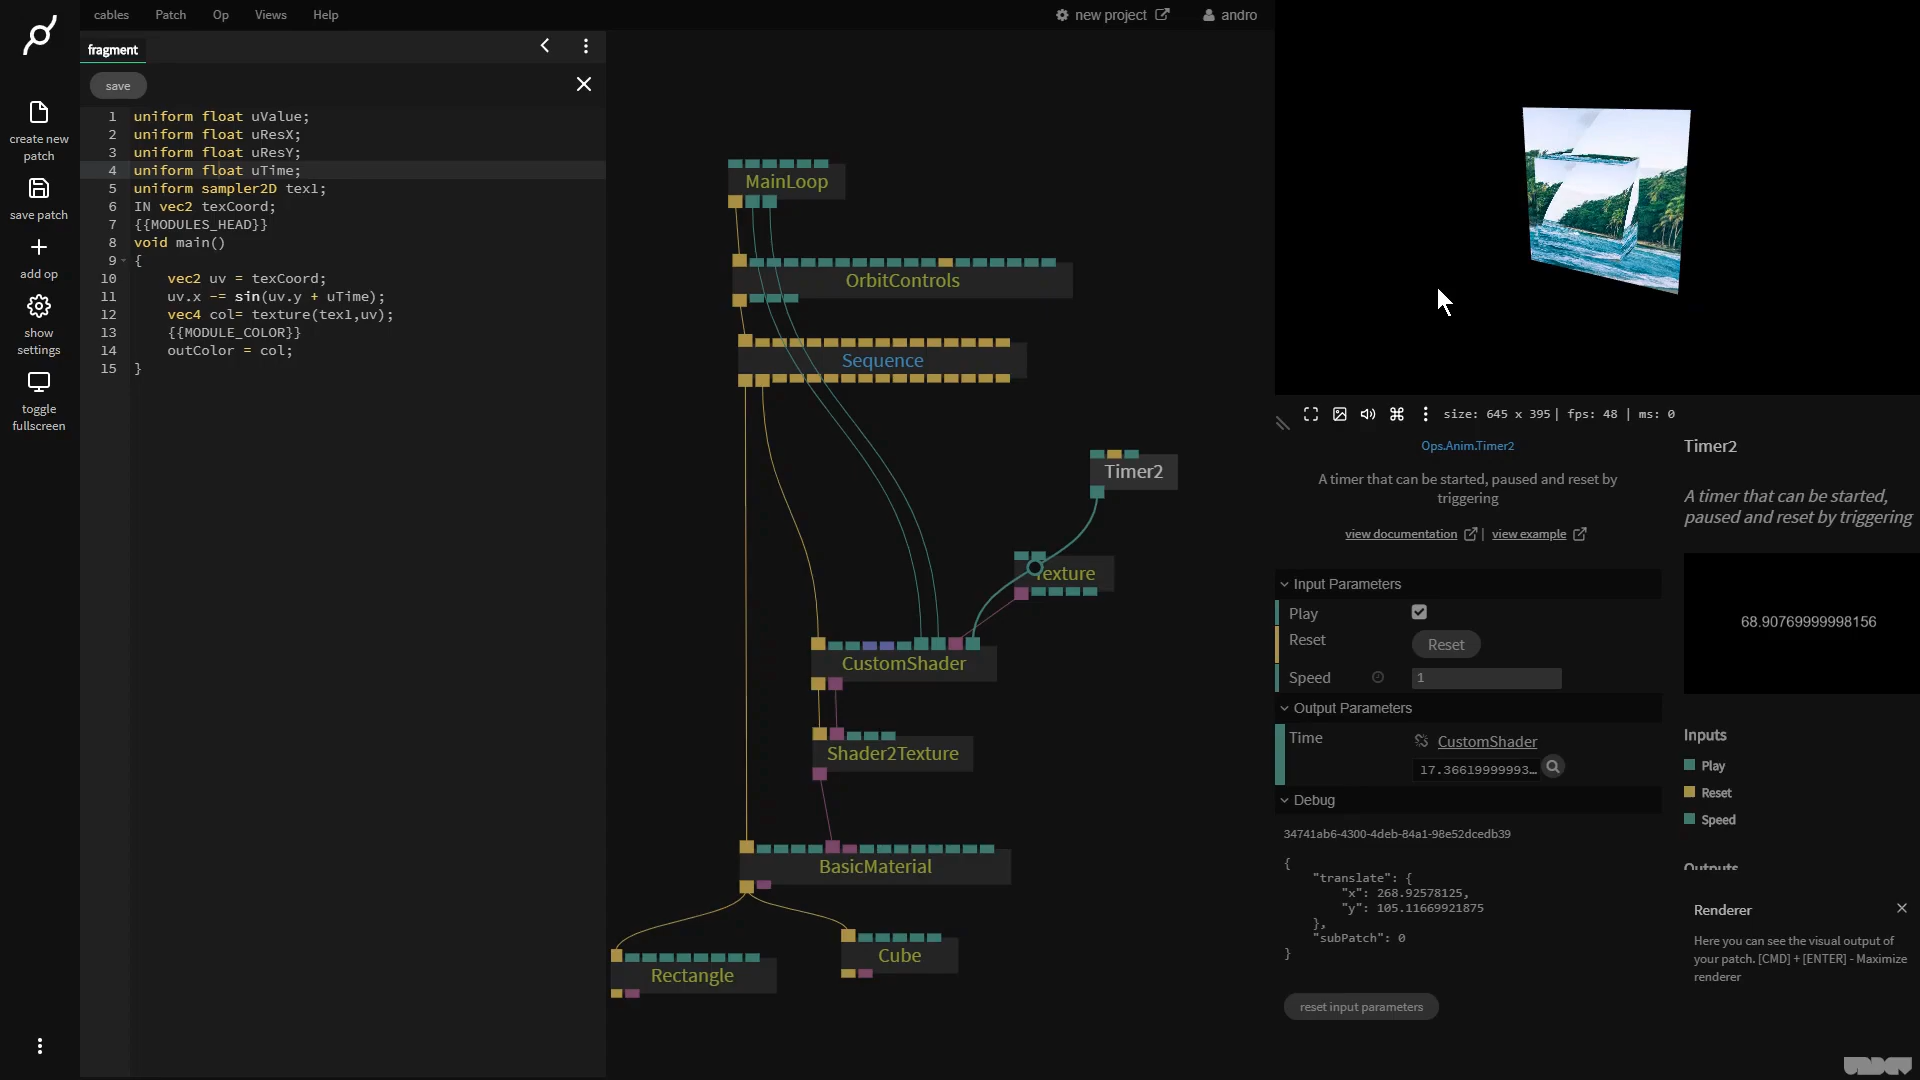 cables
Patch
Op
Views
Help
new project
andro
create new
patch
save patch
add op
show
settings
toggle
fullscreen
fragment
save
1 uniform float uValue;
2 uniform float uResX;
3 uniform float uResY;
4 uniform float uTime;
5 uniform sampler2D tex1;
6 IN vec2 texCoord;
7 {{MODULES_HEAD}}
8 void main()
9 {
10 vec2 uv = texCoord;
11 uv.x -= sin(uv.y + uTime);
12 vec4 col= texture(tex1,uv);
13 {{MODULE_COLOR}}
14 outColor = col;
15 }
MainLoop
OrbitControls
Sequence
Timer2
Texture
CustomShader
Shader2Texture
BasicMaterial
Rectangle
Cube
size: 645 x 395 | fps: 48 | ms: 0
Ops.Anim.Timer2
A timer that can be started, paused and reset by
triggering
view documentation | view example
Input Parameters
Play
Reset Reset
Speed 1
Output Parameters
Time CustomShader
17.36619999993…
Debug
34741ab6-4300-4deb-84a1-98e52dcedb39
{
"translate": {
"x": 268.92578125,
"y": 105.11669921875
},
"subPatch": 0
}
reset input parameters
Timer2
A timer that can be started,
paused and reset by triggering
68.90769999998156
Inputs
Play
Reset
Speed
Outputs
Renderer
Here you can see the visual output of
your patch. [CMD] + [ENTER] - Maximize
renderer